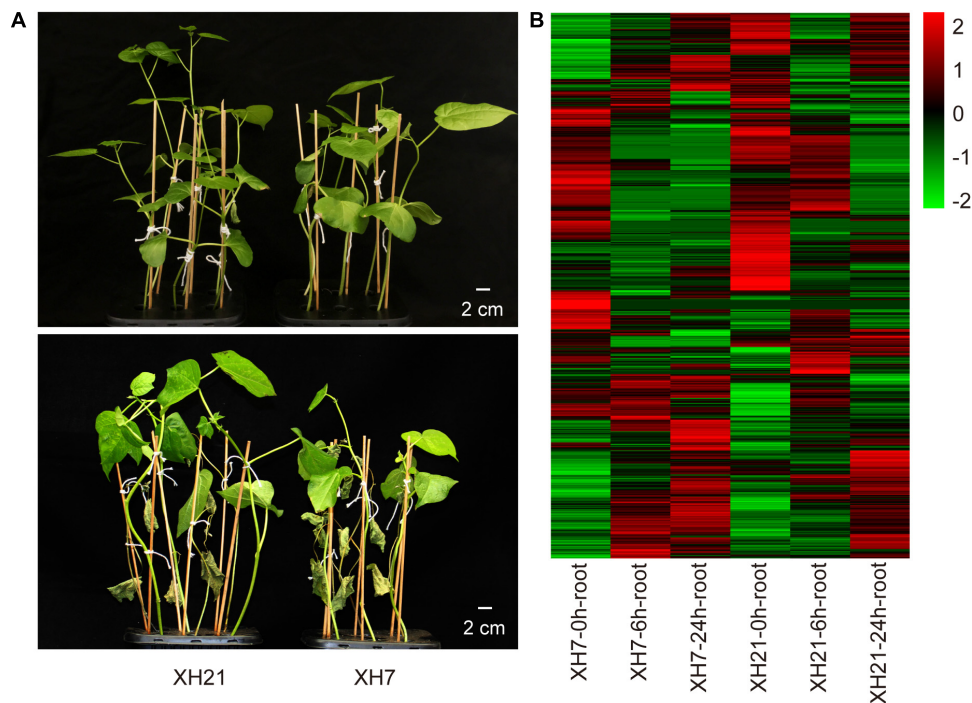 A
2 cm
2 cm
XH21 XH7
B
2
1
0
-1
-2
XH7-0h-root
XH7-6h-root
XH7-24h-root
XH21-0h-root
XH21-6h-root
XH21-24h-root